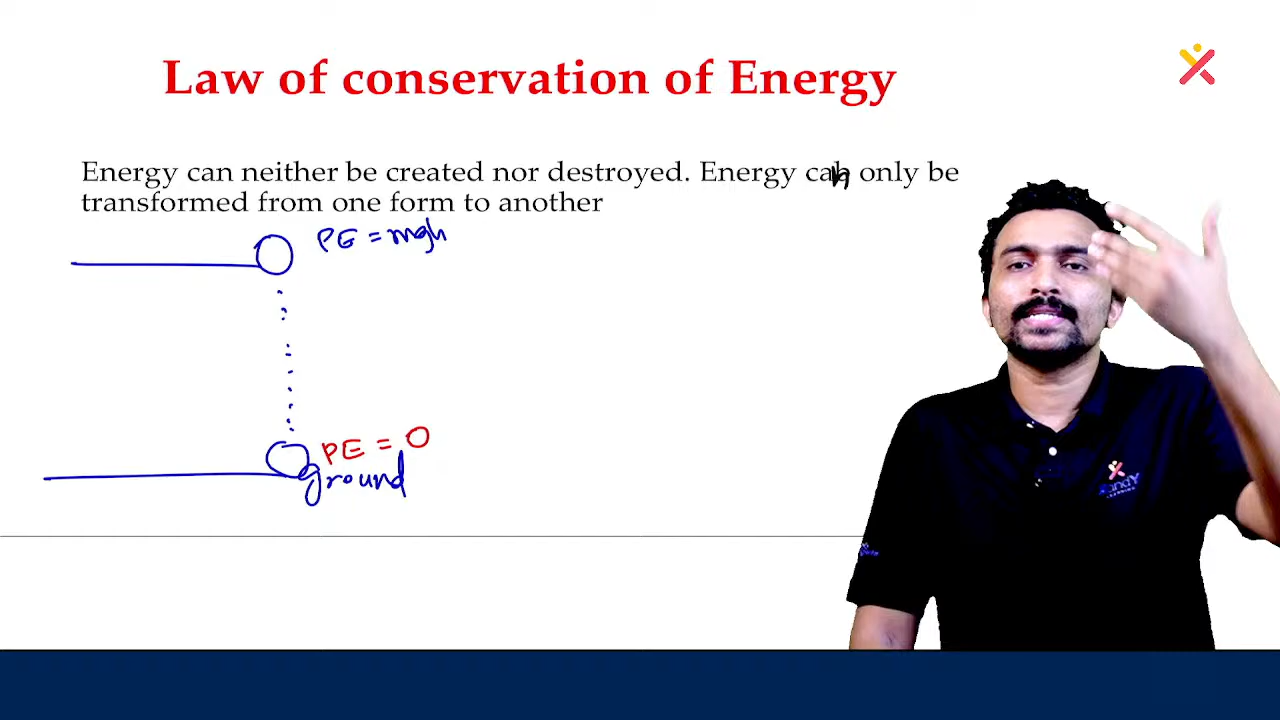 Law of conservation of Energy
Energy can neither be created nor destroyed. Energy can only be
transformed from one form to another
PE = mgh
PE = 0
ground